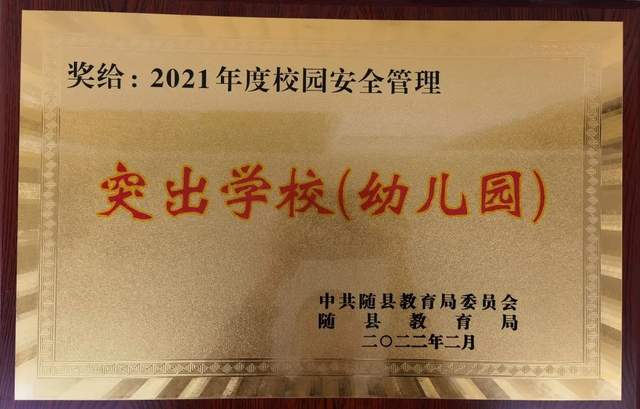 奖给：2021年度校园安全管理
突出学校(幼儿园)
中共随县教育局委员会
随县教育局
二〇二二年二月